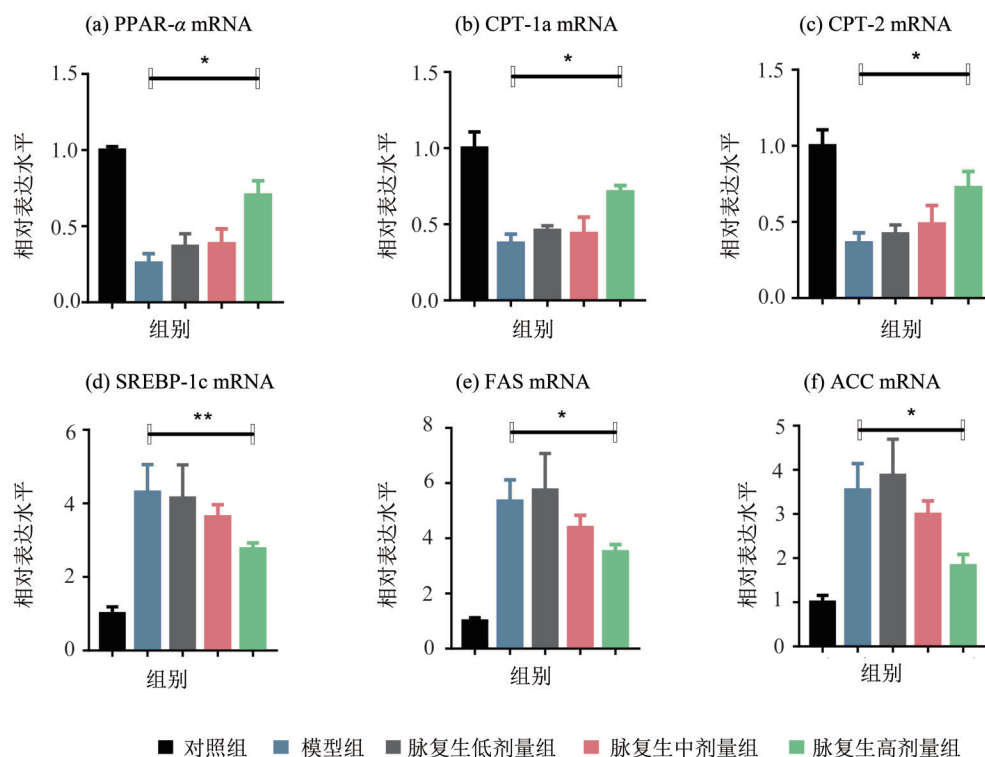 (a) PPAR-α mRNA
*
1.5
1.0
0.5
0.0
相对表达水平
组别
(b) CPT-1a mRNA
*
1.5
1.0
0.5
0.0
相对表达水平
组别
(c) CPT-2 mRNA
*
1.5
1.0
0.5
0.0
相对表达水平
组别
(d) SREBP-1c mRNA
**
6
4
2
0
相对表达水平
组别
(e) FAS mRNA
*
8
6
4
2
0
相对表达水平
组别
(f) ACC mRNA
*
5
4
3
2
1
0
相对表达水平
组别
对照组 模型组 脉复生低剂量组 脉复生中剂量组 脉复生高剂量组